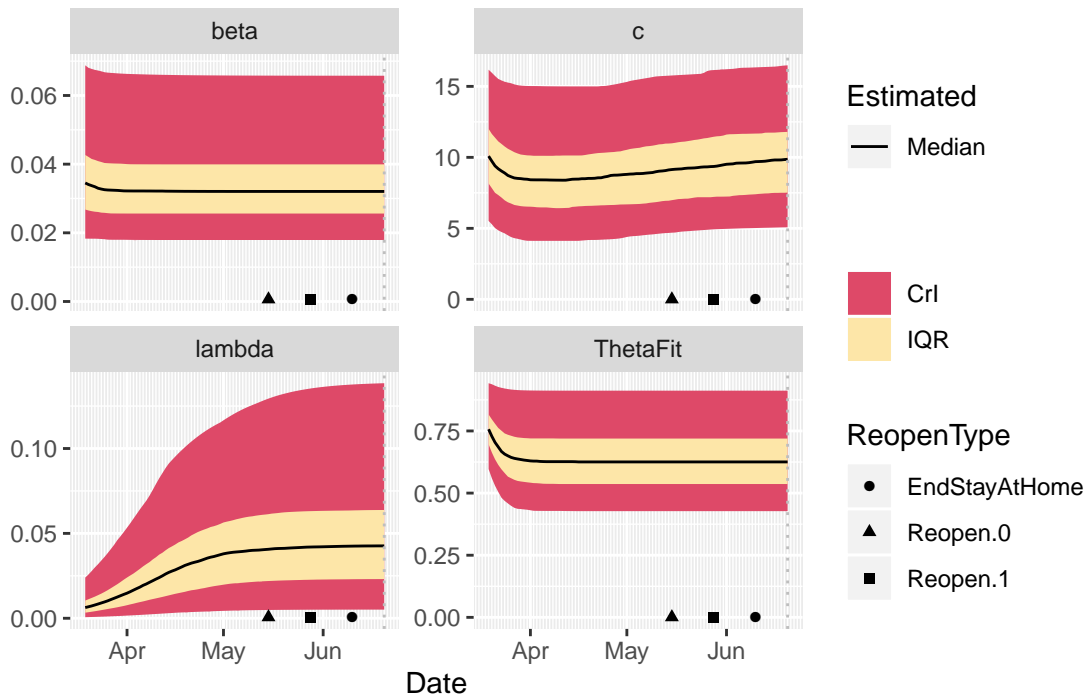 beta
c
0.06
0.04
0.02
0.00
15
10
5
0
lambda
ThetaFit
0.10
0.05
0.00
0.75
0.50
0.25
0.00
Apr
May
Jun
Apr
May
Jun
Date
Estimated
Median
CrI
IQR
ReopenType
EndStayAtHome
Reopen.0
Reopen.1